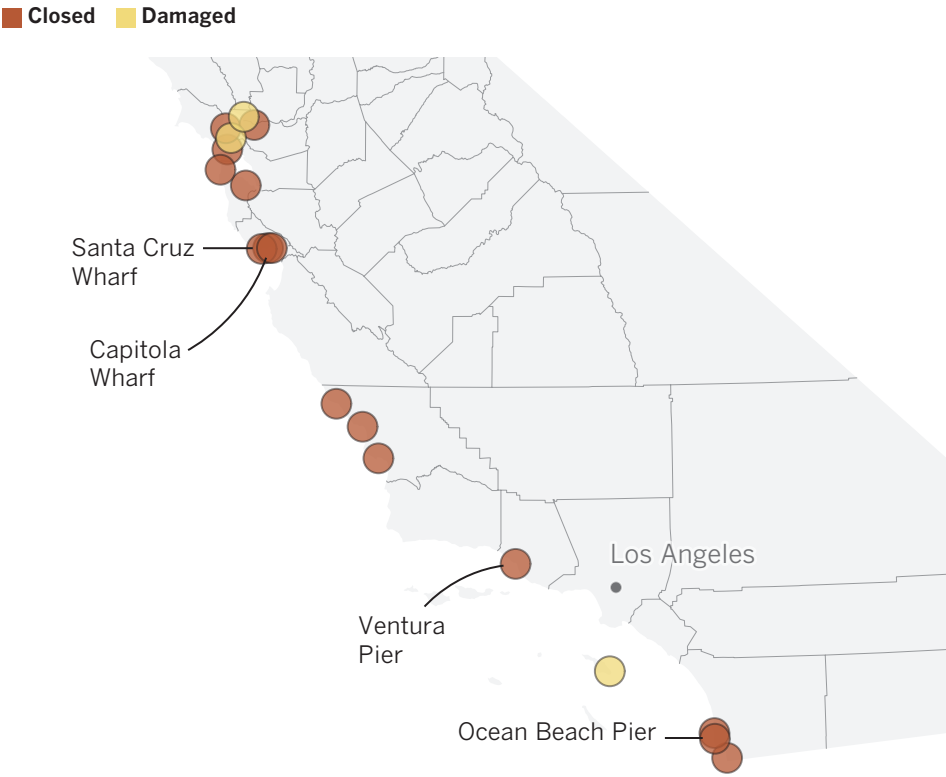 Closed Damaged
Santa Cruz
Wharf
Capitola
Wharf
Los Angeles
Ventura
Pier
Ocean Beach Pier